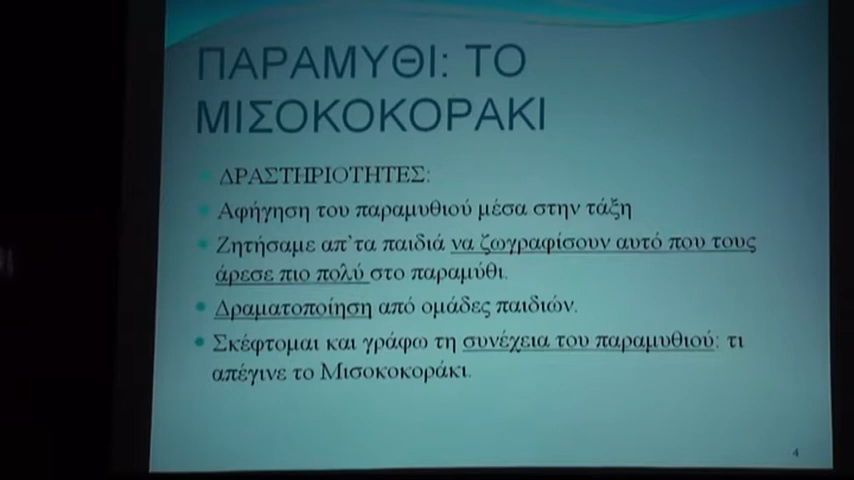 ΠΑΡΑΜΥΘΙ: ΤΟ
ΜΙΣΟΚΟΚΟΡΑΚΙ
ΔΡΑΣΤΗΡΙΟΤΗΤΕΣ:
Αφήγηση του παραμυθιού μέσα στην τάξη
Ζητήσαμε απ'τα παιδιά να ζωγραφίσουν αυτό που τους
άρεσε πιο πολύ στο παραμύθι.
Δραματοποίηση από ομάδες παιδιών.
Σκέφτομαι και γράφω τη συνέχεια του παραμυθιού: τι
απέγινε το Μισοκοκοράκι.
4